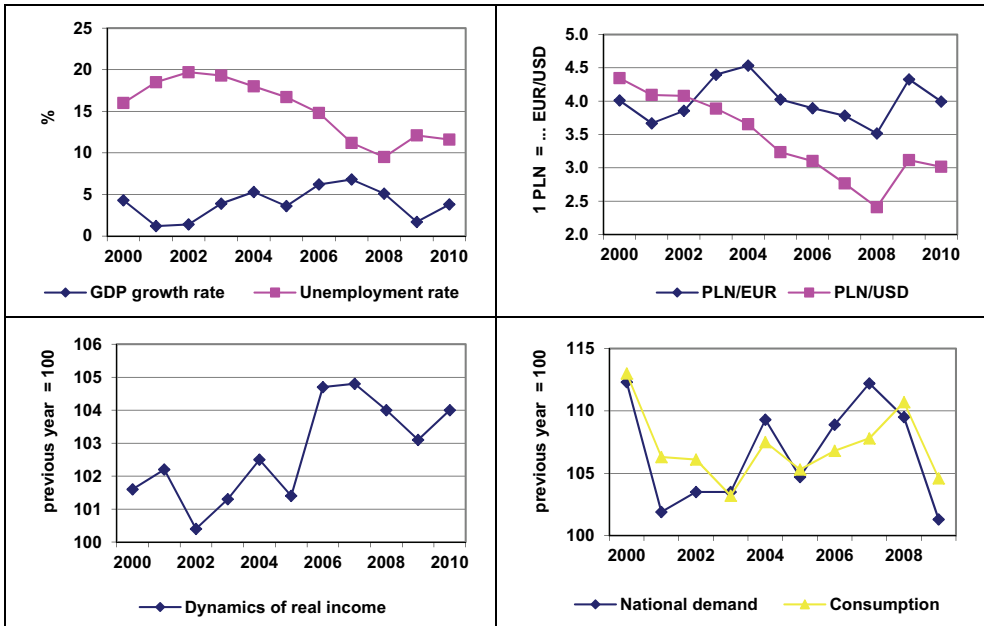 25
20
15
10
5
0
%
2000 2002 2004 2006 2008 2010
GDP growth rate Unemployment rate
5.0
4.5
4.0
3.5
3.0
2.5
2.0
1 PLN = ... EUR/USD
2000 2002 2004 2006 2008 2010
PLN/EUR PLN/USD
106
105
104
103
102
101
100
previous year = 100
2000 2002 2004 2006 2008 2010
Dynamics of real income
115
110
105
100
previous year = 100
2000 2002 2004 2006 2008
National demand Consumption